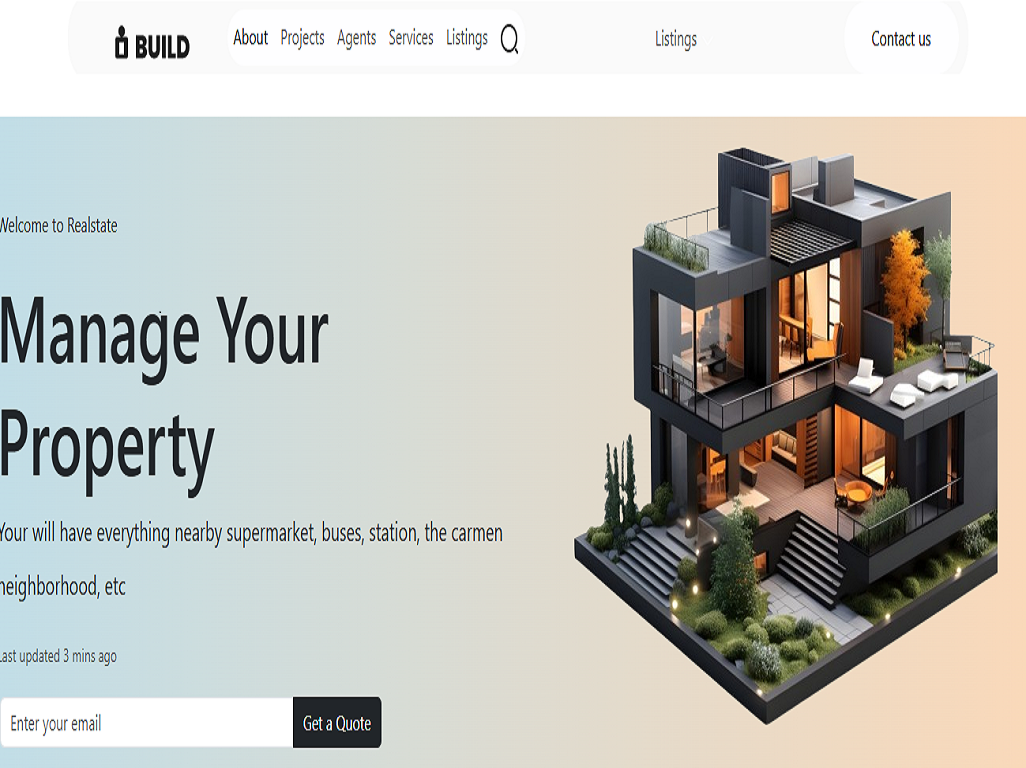 BUILD
About Projects Agents Services Listings
Listings
Contact us
Welcome to Realstate
Manage Your
Property
Your will have everything nearby supermarket, buses, station, the carmen
neighborhood, etc
Last updated 3 mins ago
Enter your email
Get a Quote